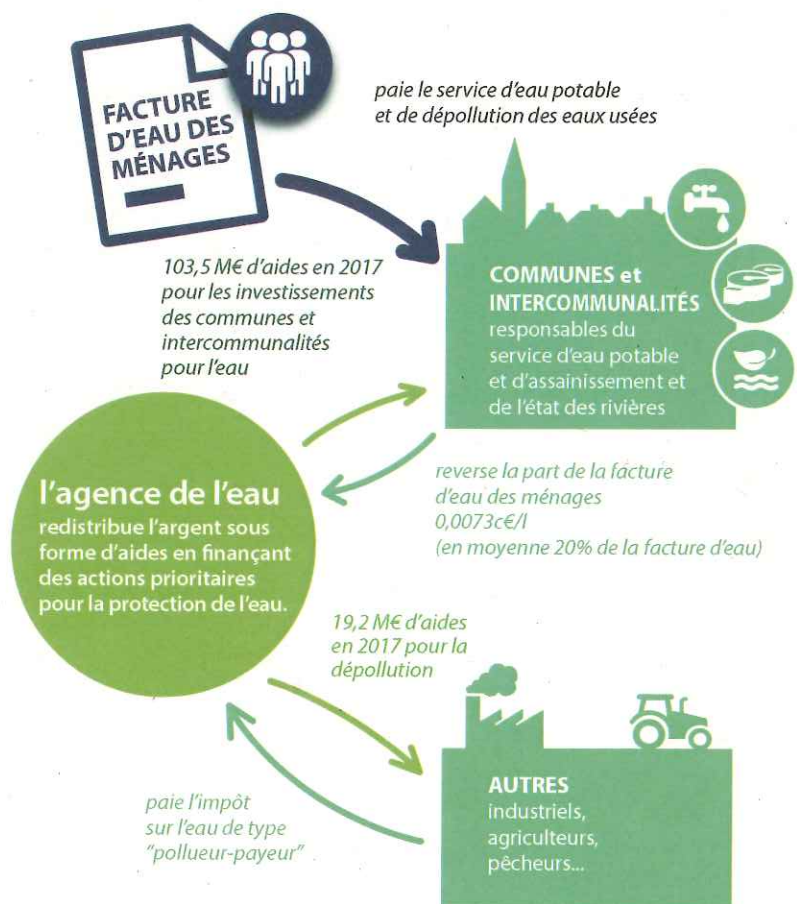 FACTURE
D'EAU DES
MÉNAGES
paie le service d'eau potable
et de dépollution des eaux usées
103,5 M€ d'aides en 2017
pour les investissements
des communes et
intercommunalités
pour l'eau
COMMUNES et
INTERCOMMUNALITÉS
responsables du
service d'eau potable
et d'assainissement et
de l'état des rivières
l'agence de l'eau
redistribue l'argent sous
forme d'aides en finançant
des actions prioritaires
pour la protection de l'eau.
reverse la part de la facture
d'eau des ménages
0,0073c€/l
(en moyenne 20% de la facture d'eau)
19,2 M€ d'aides
en 2017 pour la
dépollution
paie l'impôt
sur l'eau de type
"pollueur-payeur"
AUTRES
industriels,
agriculteurs,
pêcheurs...